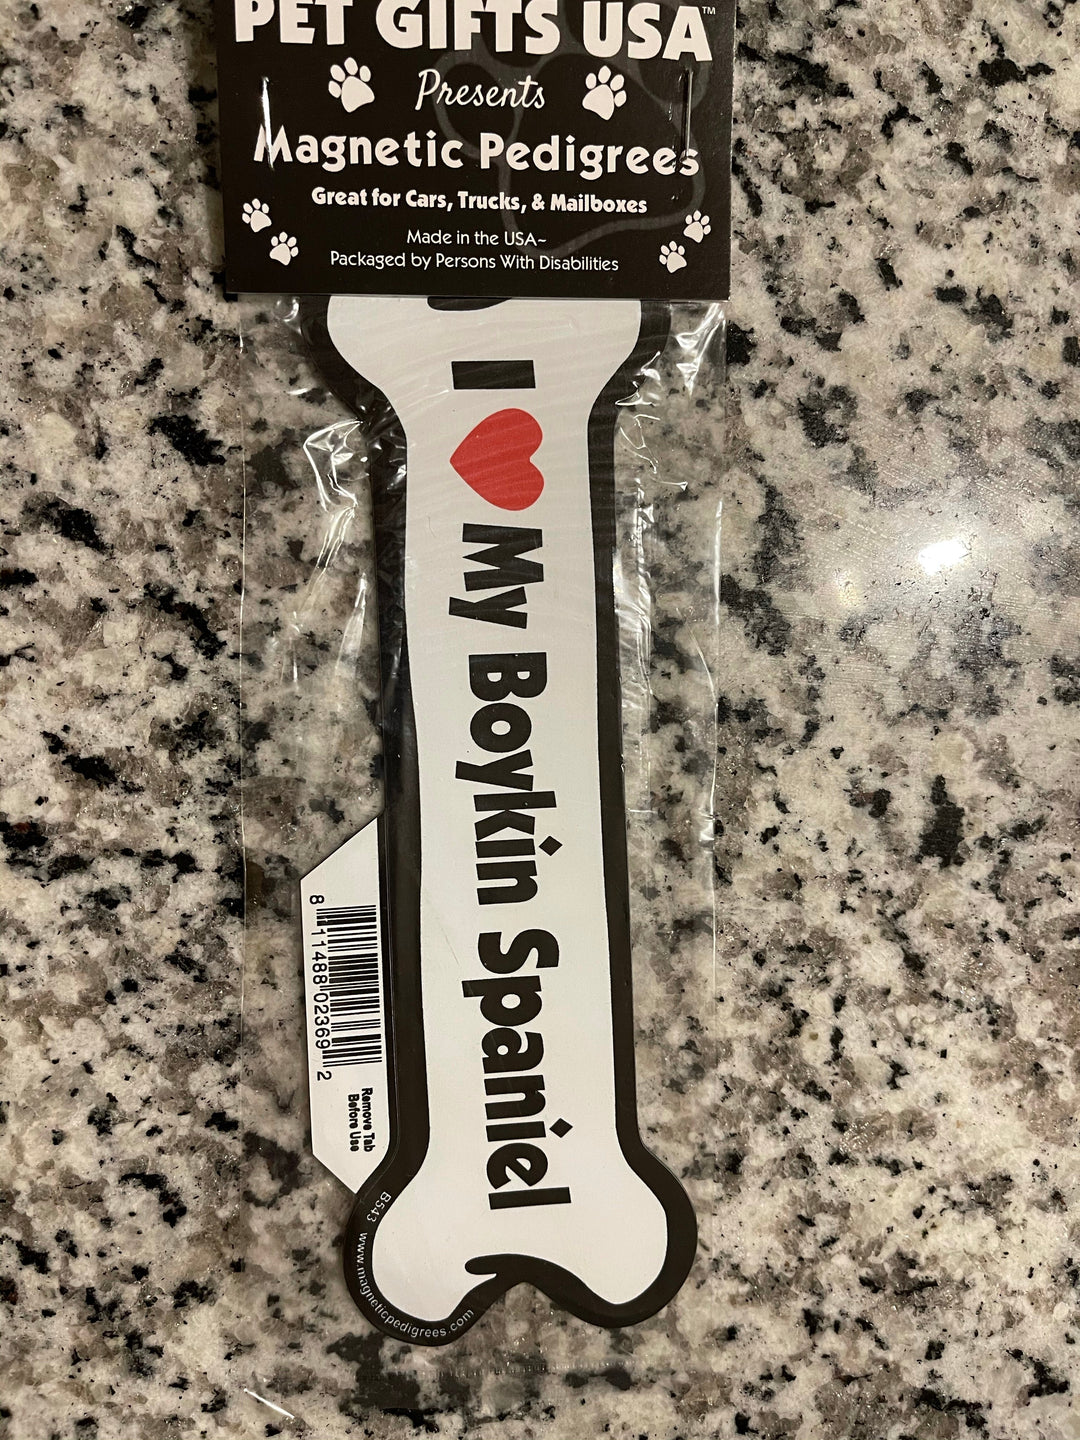 PET GIFTS USA™
Presents
Magnetic Pedigrees
Great for Cars, Trucks, & Mailboxes
Made in the USA~
Packaged by Persons With Disabilities
I ♥ My Boykin Spaniel
8 11488 02369 2
Remove Tab
Before Use
B543 www.magneticpedigrees.com